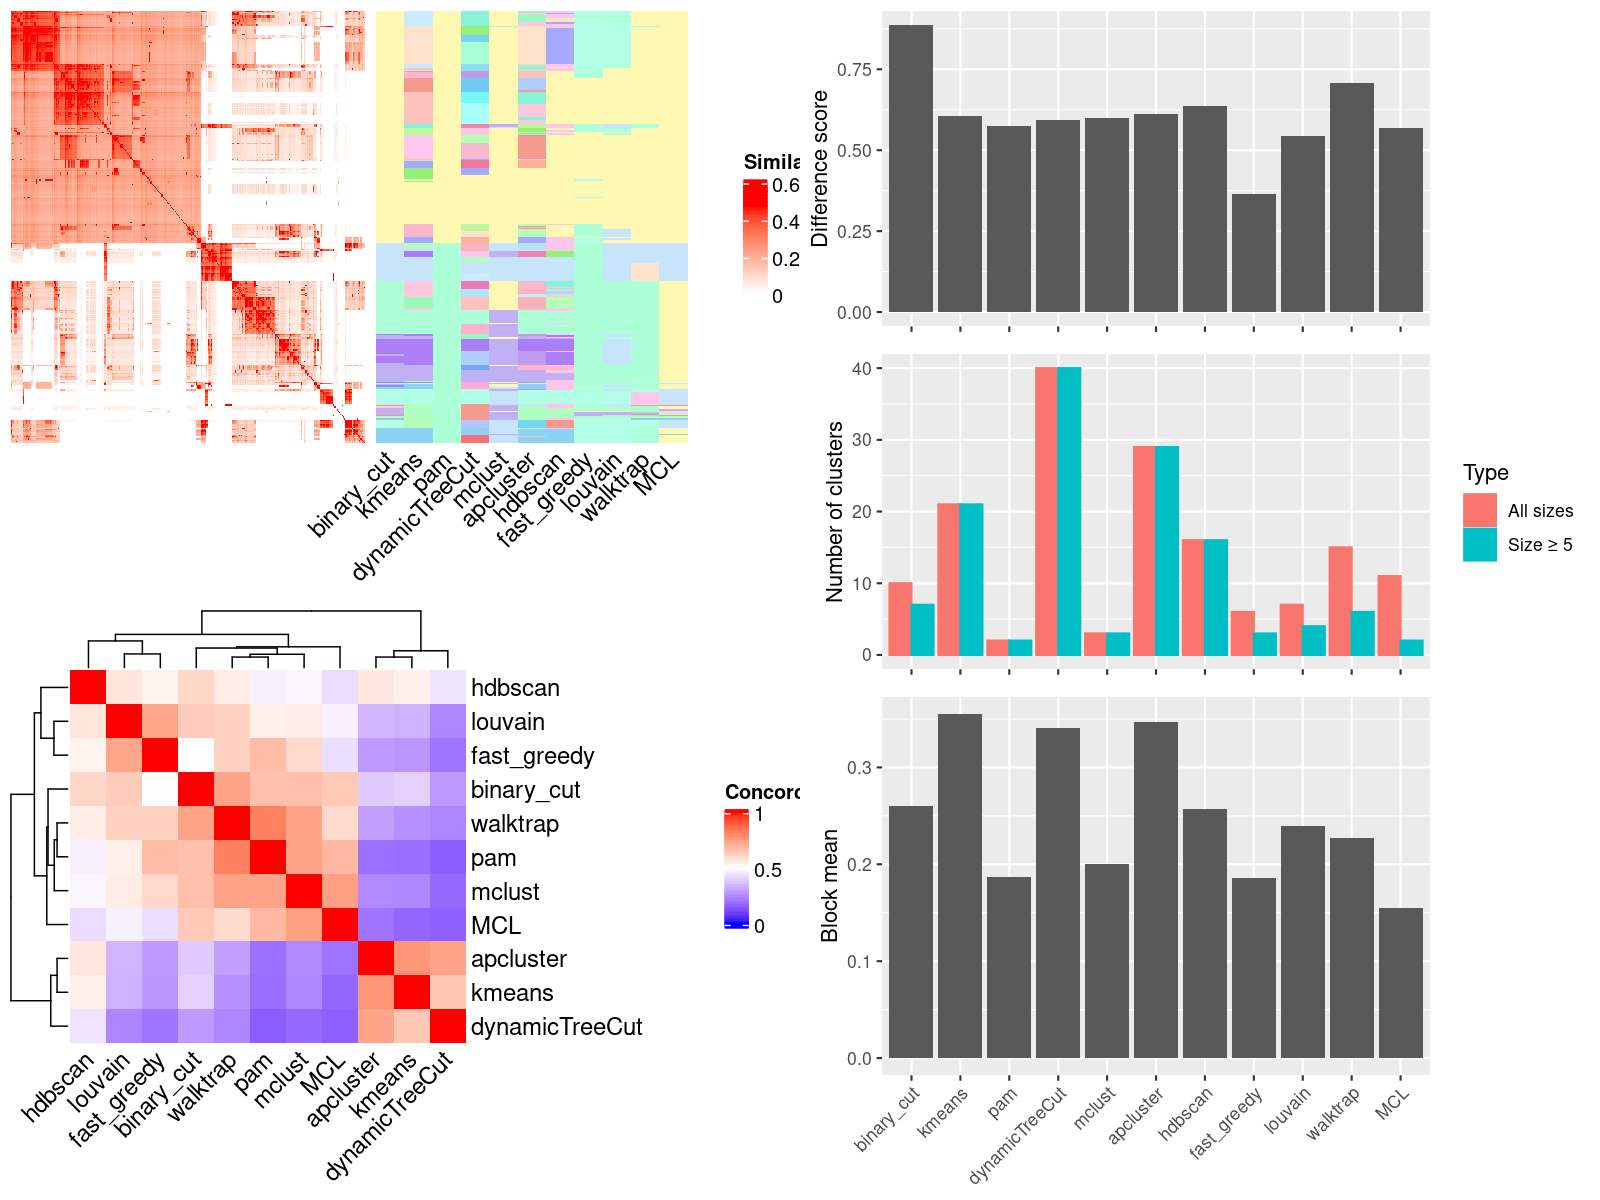 Simila
0.6
0.4
0.2
0
binary_cut
kmeans
pam
dynamicTreeCut
mclust
apcluster
hdbscan
fast_greedy
louvain
walktrap
MCL
Difference score
0.75
0.50
0.25
0.00
Number of clusters
40
30
20
10
0
Type
All sizes
Size ≥ 5
hdbscan
louvain
fast_greedy
binary_cut
walktrap
pam
mclust
MCL
apcluster
kmeans
dynamicTreeCut
hdbscan
louvain
fast_greedy
binary_cut
walktrap
pam
mclust
MCL
apcluster
kmeans
dynamicTreeCut
Concord
1
0.5
0
Block mean
0.3
0.2
0.1
0.0
binary_cut
kmeans
pam
dynamicTreeCut
mclust
apcluster
hdbscan
fast_greedy
louvain
walktrap
MCL